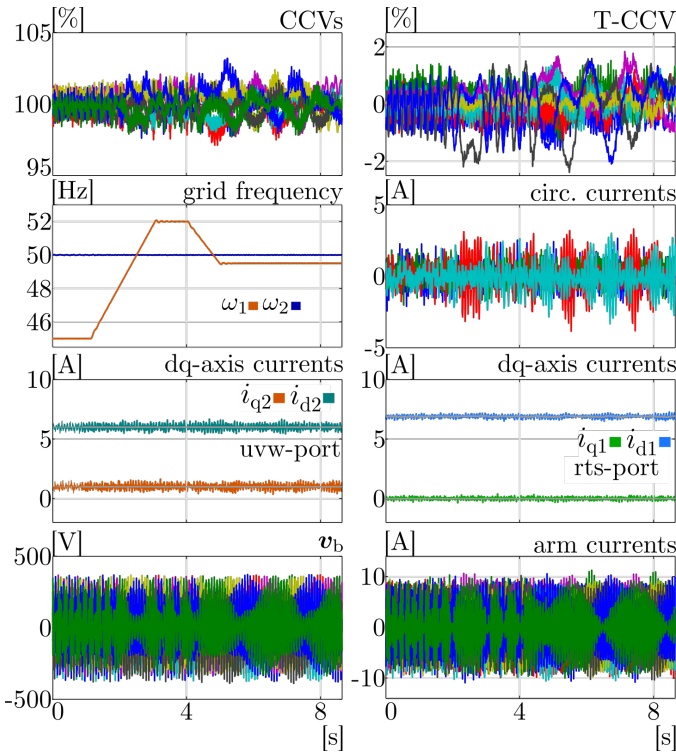 [%] CCVs
105
100
95
[%] T-CCV
2
0
-2
[Hz] grid frequency
52
50
48
46
ω1 ω2
[A] circ. currents
5
0
-5
[A] dq-axis currents
10
iq2 id2
5
uvw-port
0
[A] dq-axis currents
10
5
iq1 id1
rts-port
0
[V] vb
500
0
-500
0 4 8
[s]
[A] arm currents
10
0
-10
0 4 8
[s]